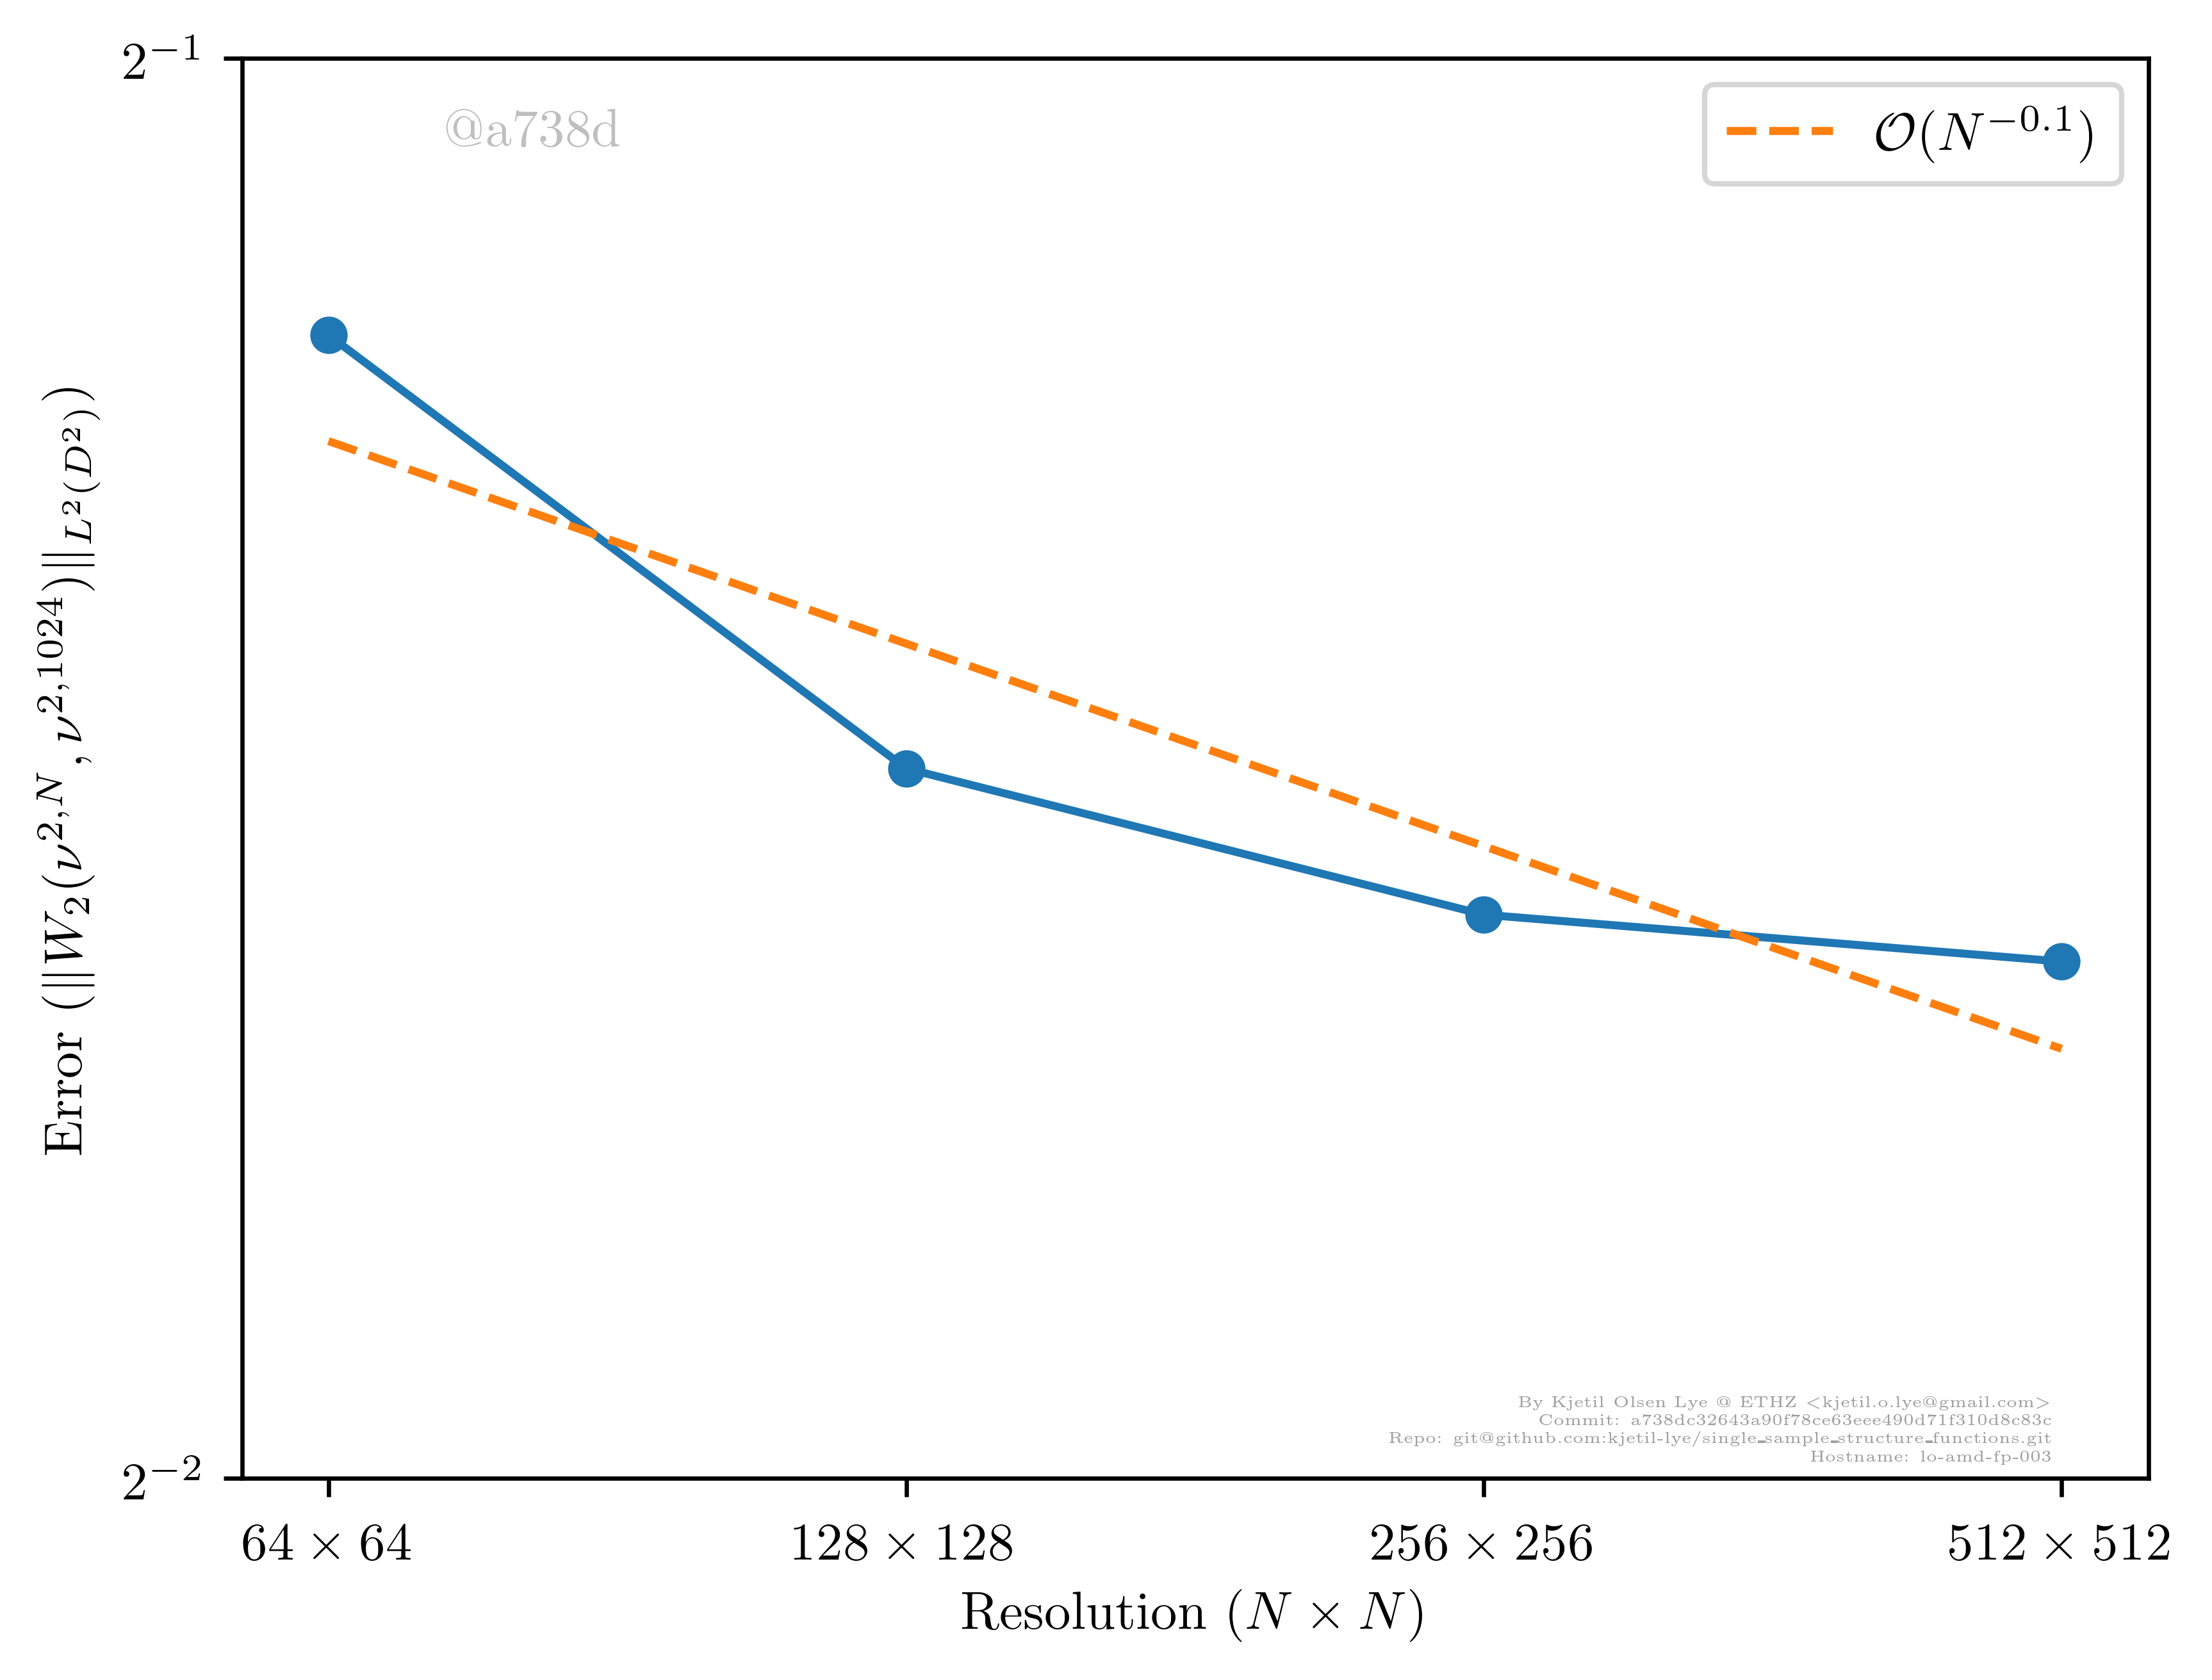 2^{-1}
@a738d
O(N^{-0.1})
Error (||W_2(ν^{2,N}, ν^{2,1024})||_{L^2(D^2)})
By Kjetil Olsen Lye @ ETHZ <kjetil.o.lye@gmail.com>
Commit: a738dc32643a90f78ce63eee490d71f310d8c83c
Repo: git@github.com:kjetil-lye/single_sample_structure_functions.git
Hostname: lo-amd-fp-003
2^{-2}
64 × 64 128 × 128 256 × 256 512 × 512
Resolution (N × N)